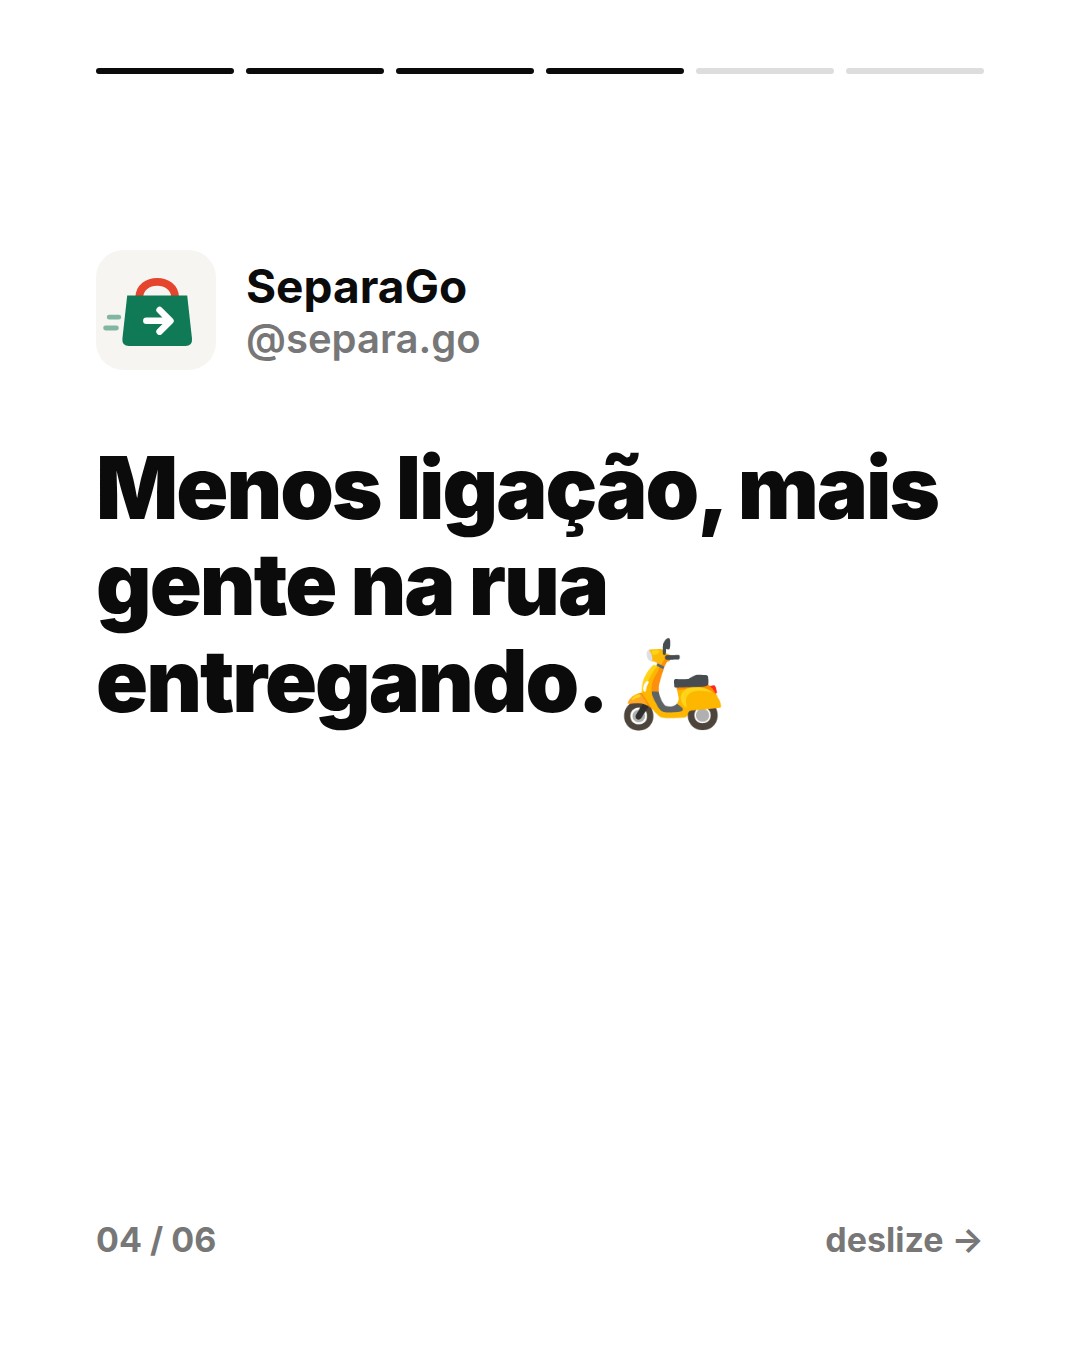 SeparaGo
@separa.go
Menos ligação, mais
gente na rua
entregando. 🛵
04 / 06
deslize →